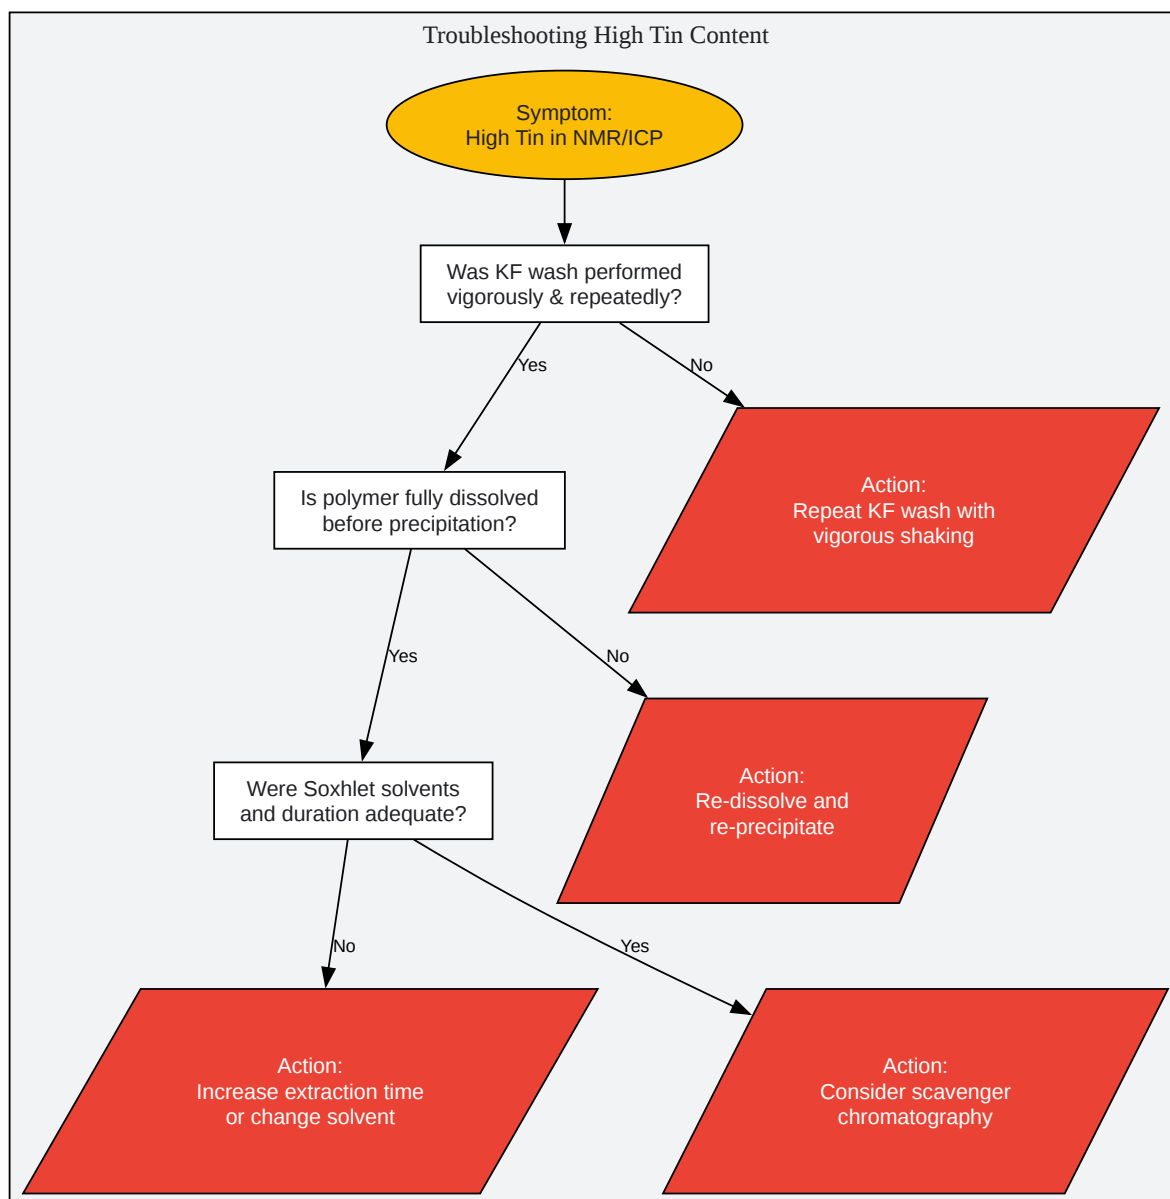 Troubleshooting High Tin Content
Symptom:
High Tin in NMR/ICP
Was KF wash performed
vigorously & repeatedly?
Yes
No
Action:
Repeat KF wash with
vigorous shaking
Is polymer fully dissolved
before precipitation?
Yes
No
Action:
Re-dissolve and
re-precipitate
Were Soxhlet solvents
and duration adequate?
No
Yes
Action:
Increase extraction time
or change solvent
Action:
Consider scavenger
chromatography